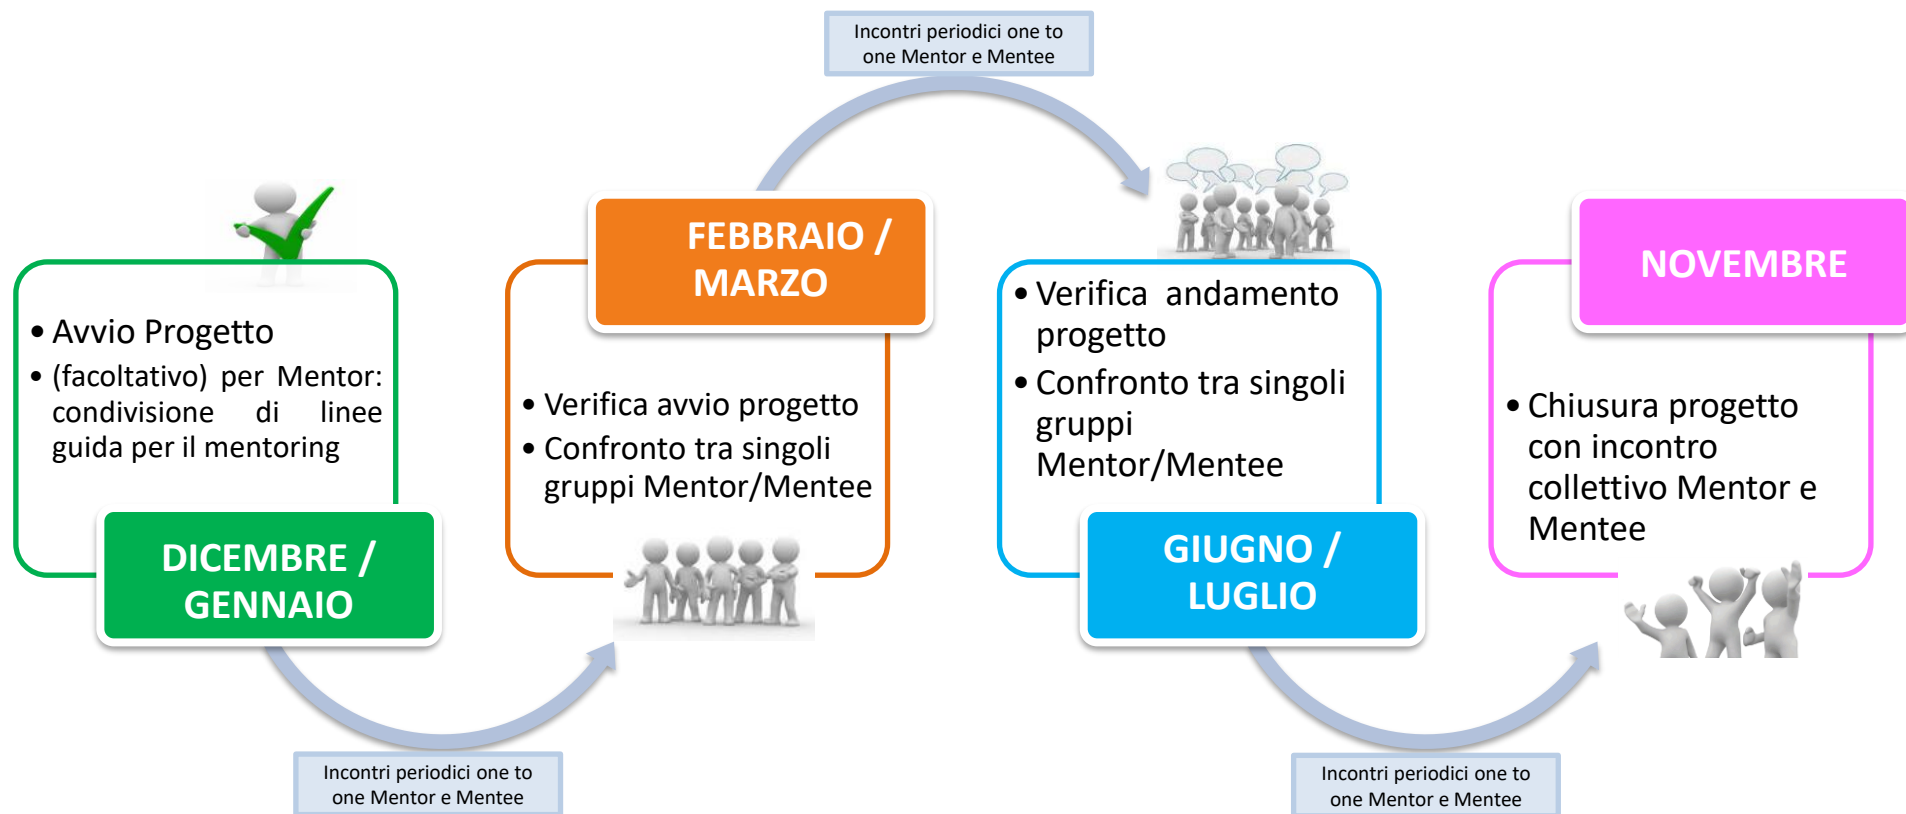 Incontri periodici one to
one Mentor e Mentee
• Avvio Progetto
• (facoltativo) per Mentor:
condivisione di linee
guida per il mentoring
DICEMBRE /
GENNAIO
Incontri periodici one to
one Mentor e Mentee
FEBBRAIO /
MARZO
• Verifica avvio progetto
• Confronto tra singoli
gruppi Mentor/Mentee
• Verifica andamento
progetto
• Confronto tra singoli
gruppi
Mentor/Mentee
GIUGNO /
LUGLIO
Incontri periodici one to
one Mentor e Mentee
NOVEMBRE
• Chiusura progetto
con incontro
collettivo Mentor e
Mentee